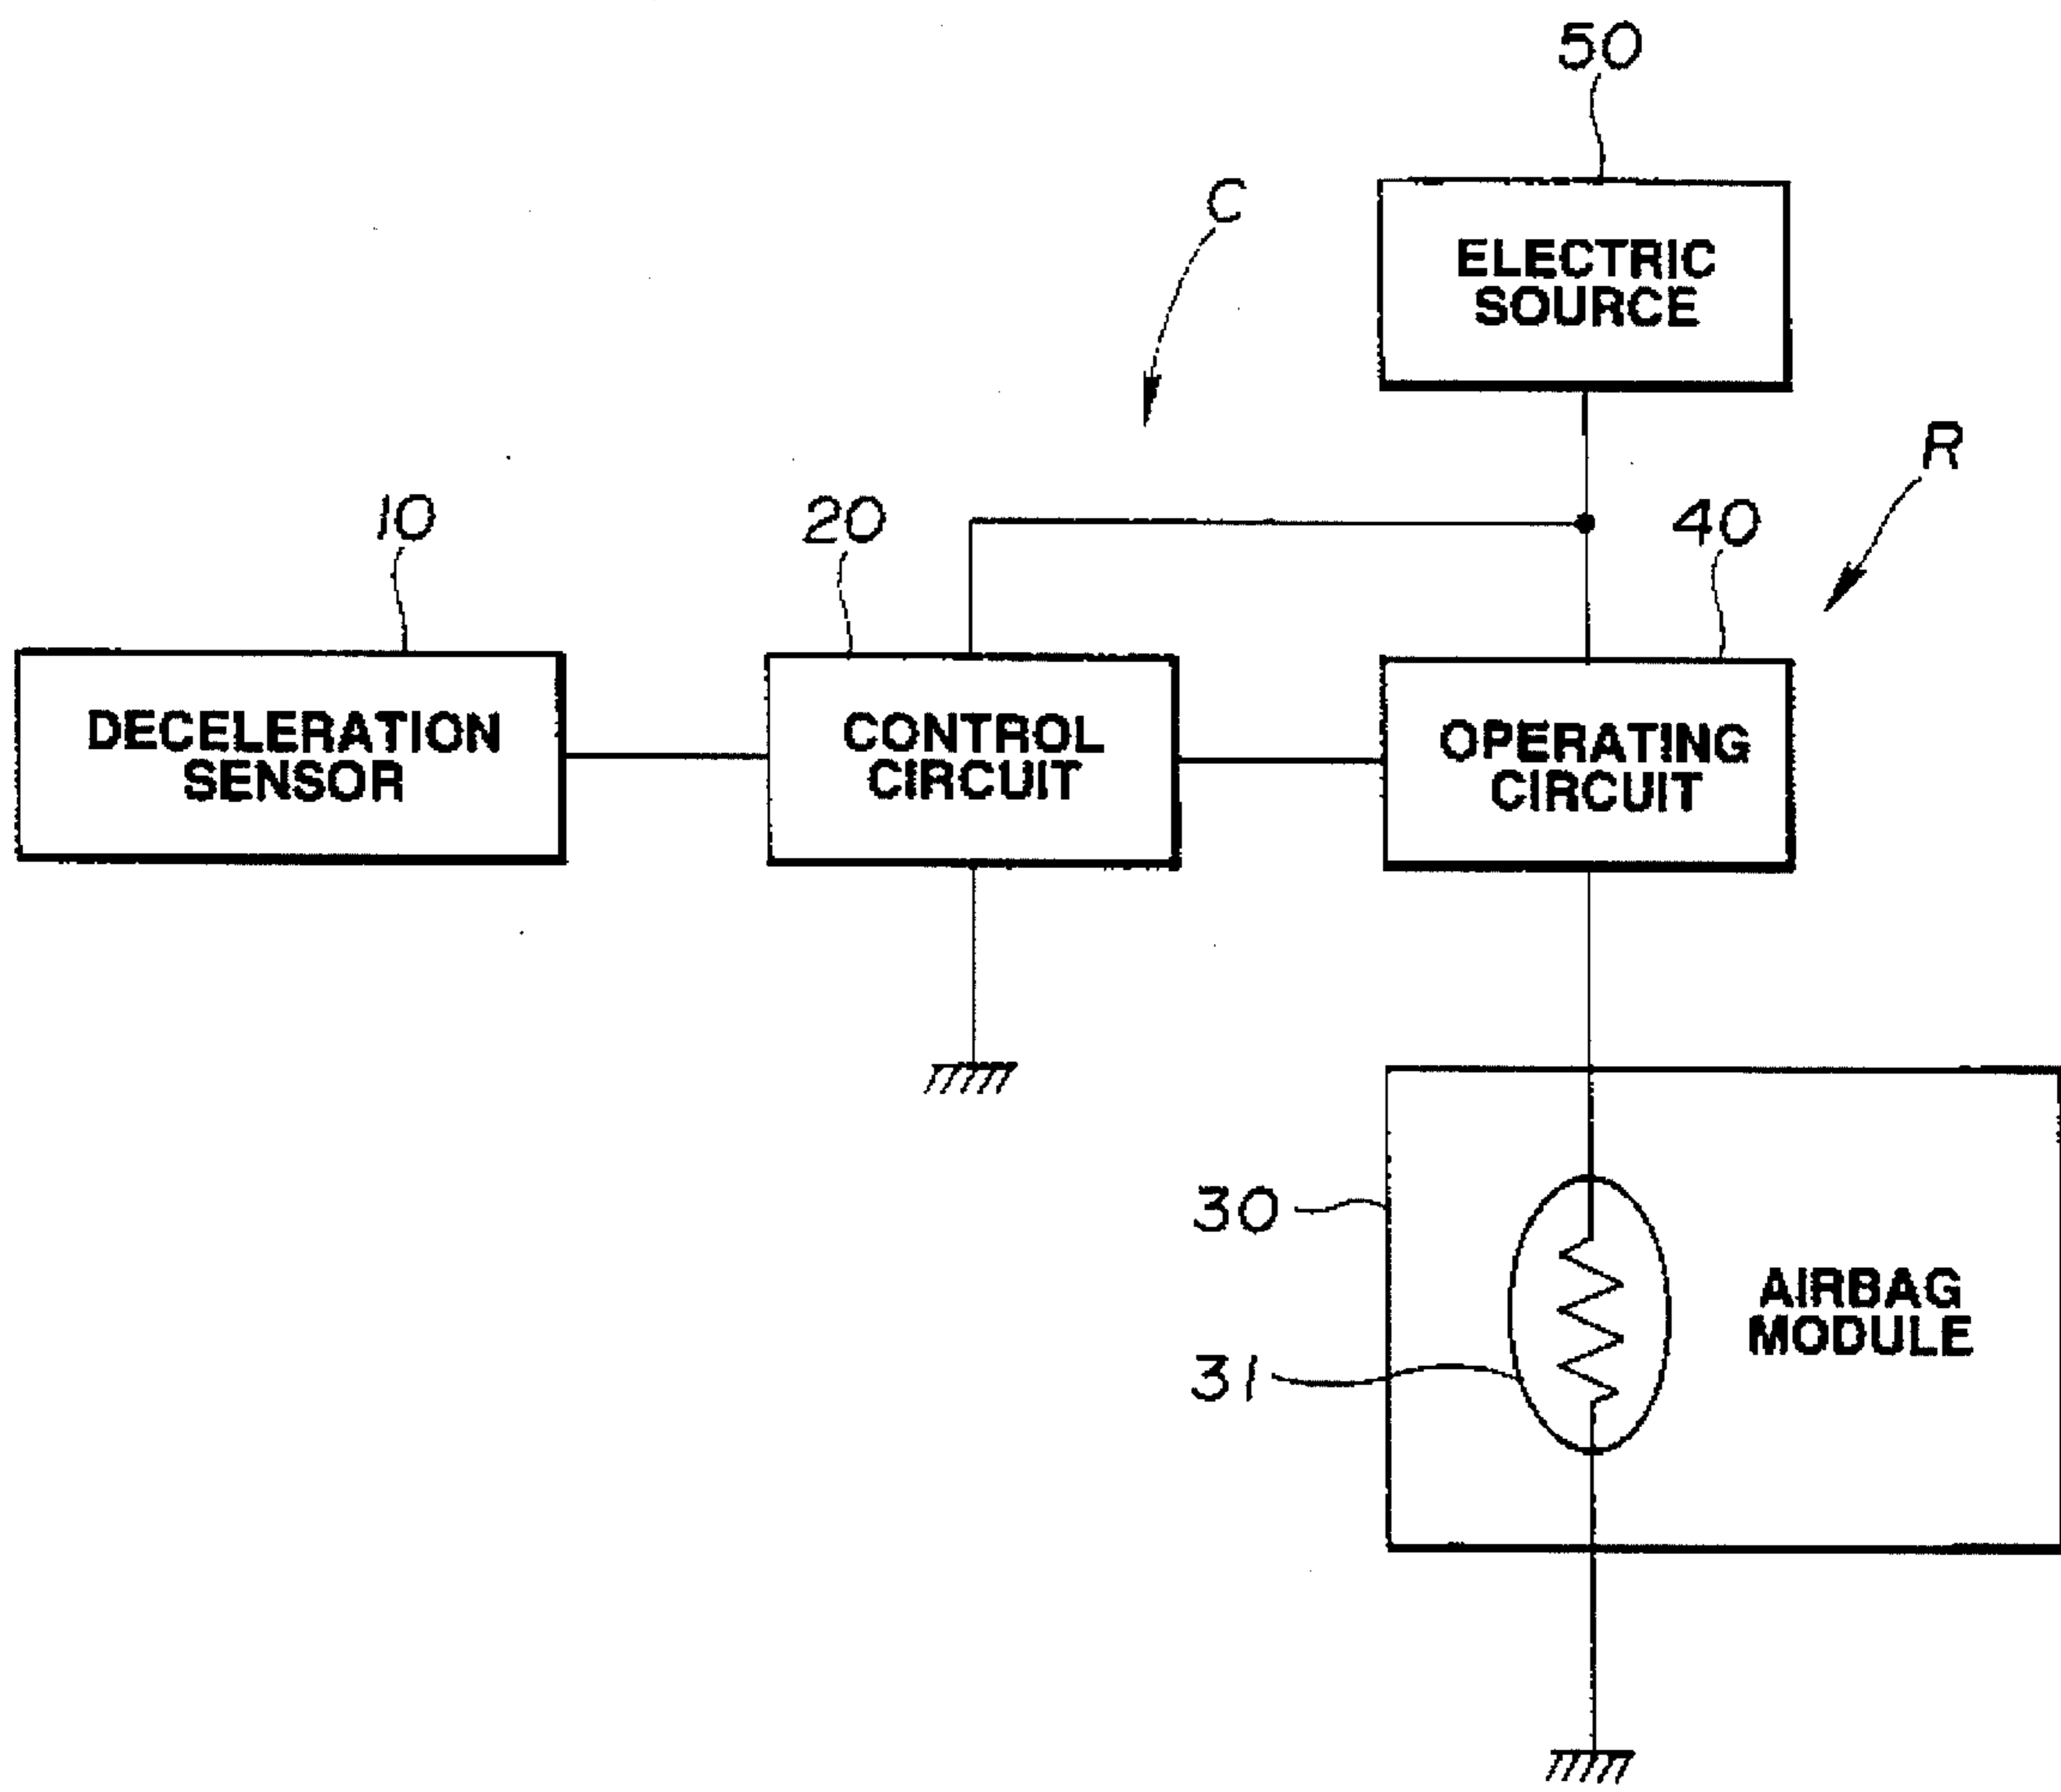 50
C
ELECTRIC
SOURCE
R
10
20
40
DECELERATION
SENSOR
CONTROL
CIRCUIT
OPERATING
CIRCUIT
30
AIRBAG
MODULE
31